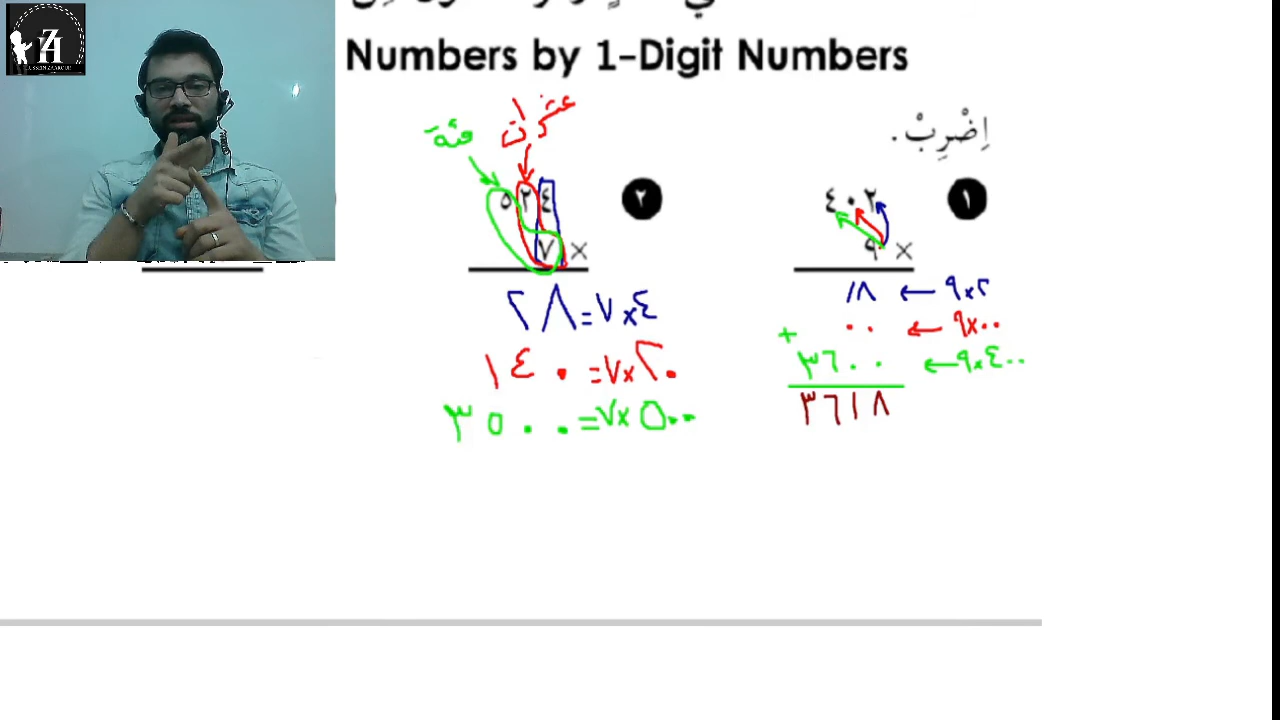 Numbers by 1-Digit Numbers
اِضْرِبْ.
١
٤٠٢
٩ ×
١٨ ← ٩×٢
٠٠ ← ٩×٠٠
+ ٣٦٠٠ ← ٩×٤٠٠
٣٦١٨
عشرات
مئة
٢
٥٢٤
٧ ×
٢٨=٧×٤
١٤٠=٧×٢٠
٣٥٠٠=٧×٥٠٠